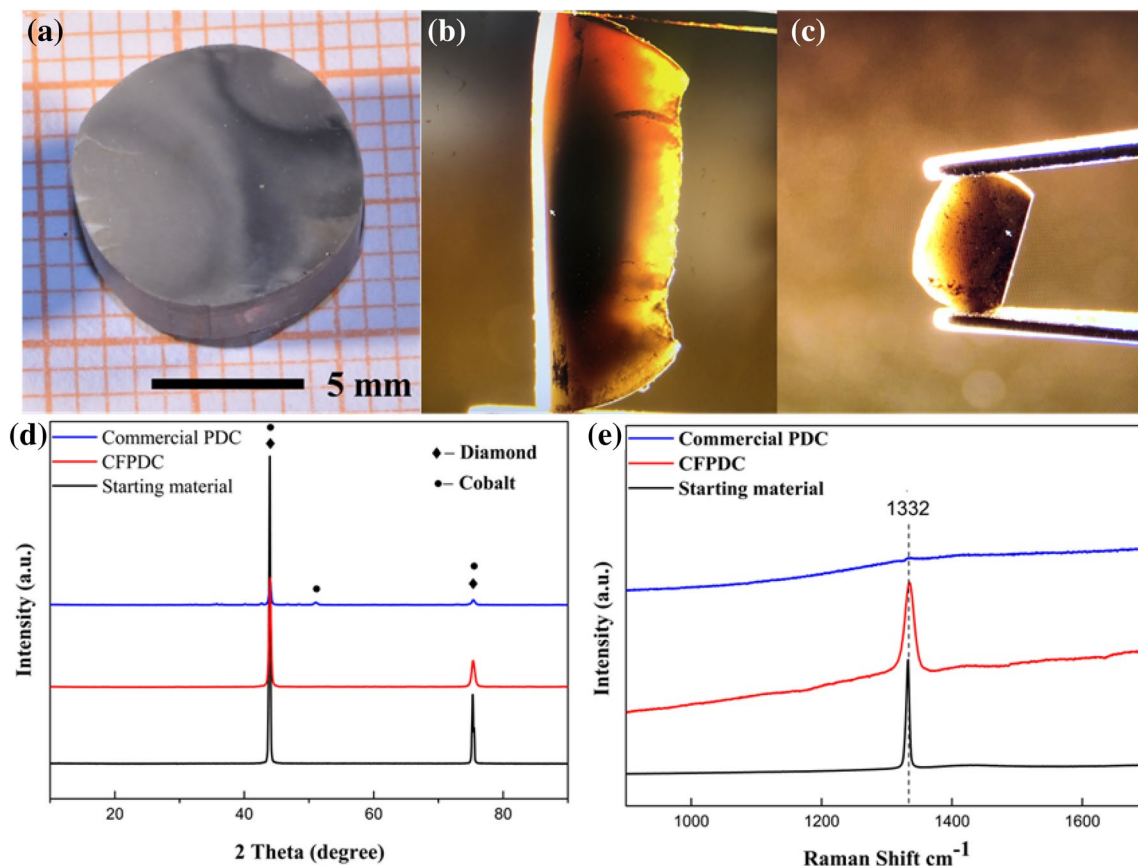 (a)
(b)
(c)
5 mm
(d)
Commercial PDC
CFPDC
Starting material
♦– Diamond
●– Cobalt
Intensity (a.u.)
20
40
60
80
2 Theta (degree)
(e)
Commercial PDC
CFPDC
Starting material
1332
Intensity (a.u.)
1000
1200
1400
1600
Raman Shift cm-1